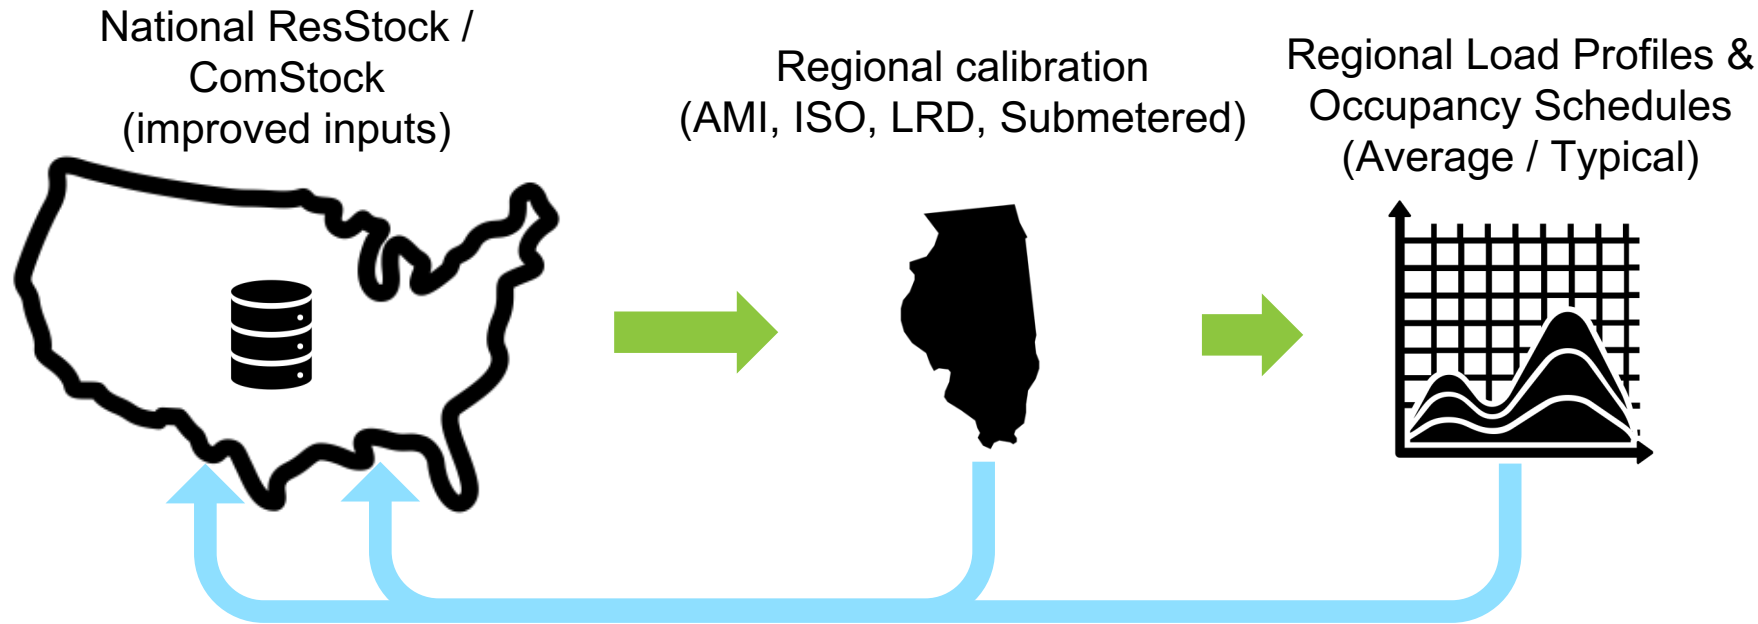 National ResStock /
ComStock
(improved inputs)
Regional calibration
(AMI, ISO, LRD, Submetered)
Regional Load Profiles &
Occupancy Schedules
(Average / Typical)